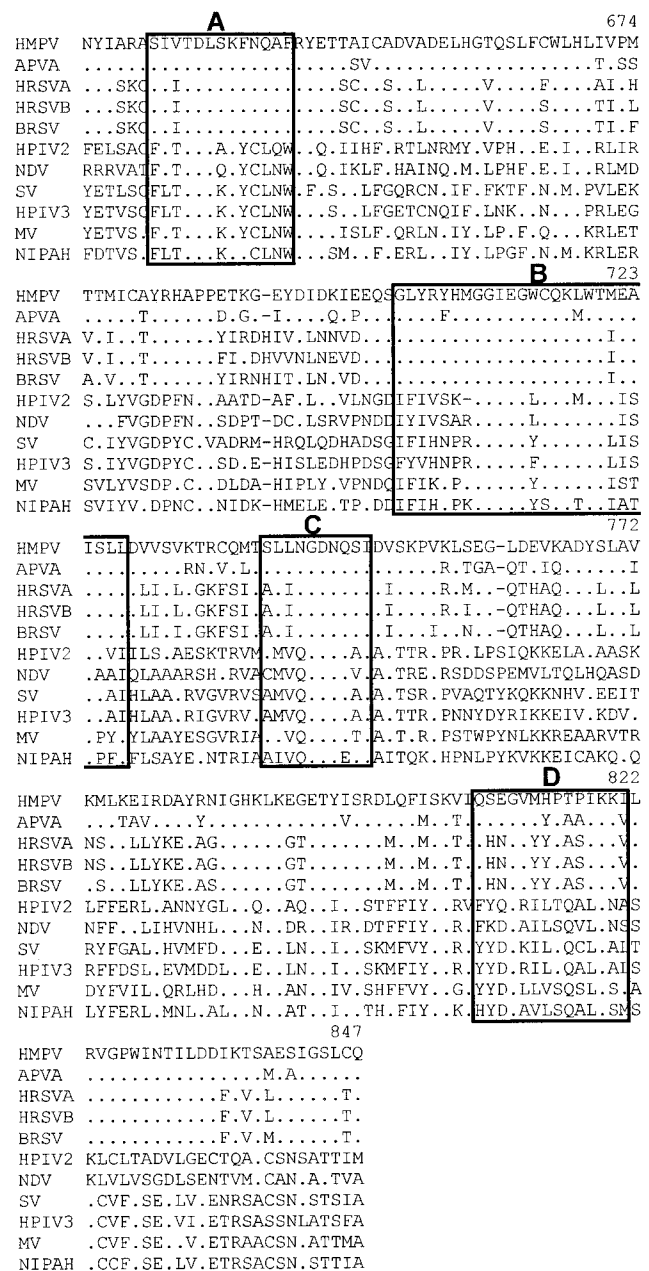 A
674
HMPV NYIARASIVTDLSKFNQAFRYETTAICADVADELHGTQSLFCWLHLIVPM
APVA ..........................SV....................T.SS
HRSVA ...SKC..I.................SC..S..L.....V....F....AI.H
HRSVB ...SKC..I.................SC..S..L.....V....S....TI.L
BRSV ...SKC..I.................SC..S..L.....V....S....TI.F
HPIV2 FELSACF.T...A.YCLQW..Q.IIHF.RTLNRMY.VPH..E.I..RLIR
NDV RRRVATF.T...Q.YCLNW..Q.IKLF.HAINQ.M.LPHF.E.I..RLMD
SV YETLSCFLT...K.YCLNW.F.S..LFGQRCN.IF.FKTF.N.M.PVLEK
HPIV3 YETVSCFLT...K.YCLNW....S..LFGETCNQIF.LNK..N...PRLEG
MV YETVSCF.T...K.YCLNW....ISLF.QRLN.IY.LP.F.Q...KRLET
NIPAH FDTVS.FLT...K..CLNW...SM...F.ERL..IY.LPGF.N.M.KRLER
B
723
HMPV TTMICAYRHAPPETKG-EYDIDKIEEQSGLYRYHMGGIEGWCQKLWTMEA
APVA .....T......D.G.-I....Q.P.......F...........M.....
HRSVA V.I..T......YIRDHIV.LNNVD....................I..
HRSVB V.I..T......FI.DHVVNLNEVD....................I..
BRSV A.V..T......YIRNHIT.LN.VD....................I..
HPIV2 S.LYVGDPFN..AATD-AF.L..VLNGDIFIVSK-.....L...M...IS
NDV ...FVGDPFN..SDPT-DC.LSRVPNDDIYIVSAR.....L.......IS
SV C.IYVGDPYC.VADRM-HRQLQDHADSGIFIHNPR.....Y......LIS
HPIV3 S.IYVGDPYC..SD.E-HISLEDHPDSGFYVHNPR.....F......LIS
MV SVLYVSDP.C..DLDA-HIPLY.VPNDQIFIK.P......Y......IST
NIPAH SVIYV.DPNC..NIDK-HMELE.TP.DDIFIH.PK.....YS..T..IAT
C
772
HMPV ISLLDVVSVKTRCQMTSLLNGDNQSIDVSKPVKLSEG-LDEVKADYSLAV
APVA ..........RN.V.L................R.TGA-QT.IQ......I
HRSVA .....LI.L.GKFSI.A.I........I...R.M..-QTHAQ...L..L
HRSVB .....LI.L.GKFSI.A.I........I...R.L..-QTHAQ...L..L
BRSV .....LI.I.GKFSI.A.I........I...I..N..-QTHAQ...L..L
HPIV2 ..VIILS.AESKTRVM.MVQ....A.A.TTR.PR.LPSIQKKELA.AASK
NDV .AAIQLAAARSH.RVACMVQ....V.A.TRE.RSDDSPEMVLTQLHQASD
SV ..AIHLAA.RVGVRVSAMVQ....A.A.TSR.PVAQTYKQKKNHV.EEIT
HPIV3 ..AIHLAA.RIGVRV.AMVQ....A.A.TTR.PNNYDYRIKKEIV.KDV.
MV .PY.YLAAYESGVRIA..VQ....T.A.TKR.PSTWPYNLKKREAARVTR
NIPAH .PF.FLSAYE.NTRIAAIVQ...E..AITQK.HPNLPYKVKKEICAKQ.Q
D
822
HMPV KMLKEIRDAYRNIGHKLKEGETYISRDLQFISKVIQSEGVMHPTPIKKIL
APVA ...TAV....Y............V......M..T.......Y.AA...V.
HRSVA NS..LLYKE.AG.....GT.......L..M..T..HN..YY.AS...V.
HRSVB NS..LLYKE.AG.....GT.......M..M..T..HN..YY.AS...V.
BRSV .S..LLYKE.AS.....GT.......M..M..T..HN..YY.AS...V.
HPIV2 LFFERL.ANNYGL..Q..AQ..I..STFFIY..RVFYQ.RILTQAL.NAS
NDV NFF..LIHVNHL...N..DR..IR.DTFFIY..R.FKD.AILSQVL.NSS
SV RYFGAL.HVMFD...E..LN..I..SKMFVY..R.YYD.KIL.QCLALT
HPIV3 RFFDSL.EVMDDL..E..LN..I..SKMFIY..R.YYD.RIL.QAL.ALS
MV DYFVIL.QRLHD...H..AN..IV.SHFFVY..G.YYD.LLVSQSL.S.A
NIPAH LYFERL.MNL.AL..N..AT..I..TH.FIY..K.HYD.AVLSQAL.SMS
847
HMPV RVGPWINTILDDIKTSAESIGSLCQ
APVA ................M.A......
HRSVA ............F.V.L......T.
HRSVB ............F.V.L......T.
BRSV ............F.V.M......T.
HPIV2 KLCLTADVLGECTQA.CSNSATTIM
NDV KLVLVSGDLSENTVM.CAN.A.TVA
SV .CVF.SE.LV.ENRSACSN.STSIA
HPIV3 .CVF.SE.VI.ETRSASSNLATSFA
MV .CVF.SE..V.ETRAACSN.ATTMA
NIPAH .CCF.SE.LV.ETRSACSN.STTIA